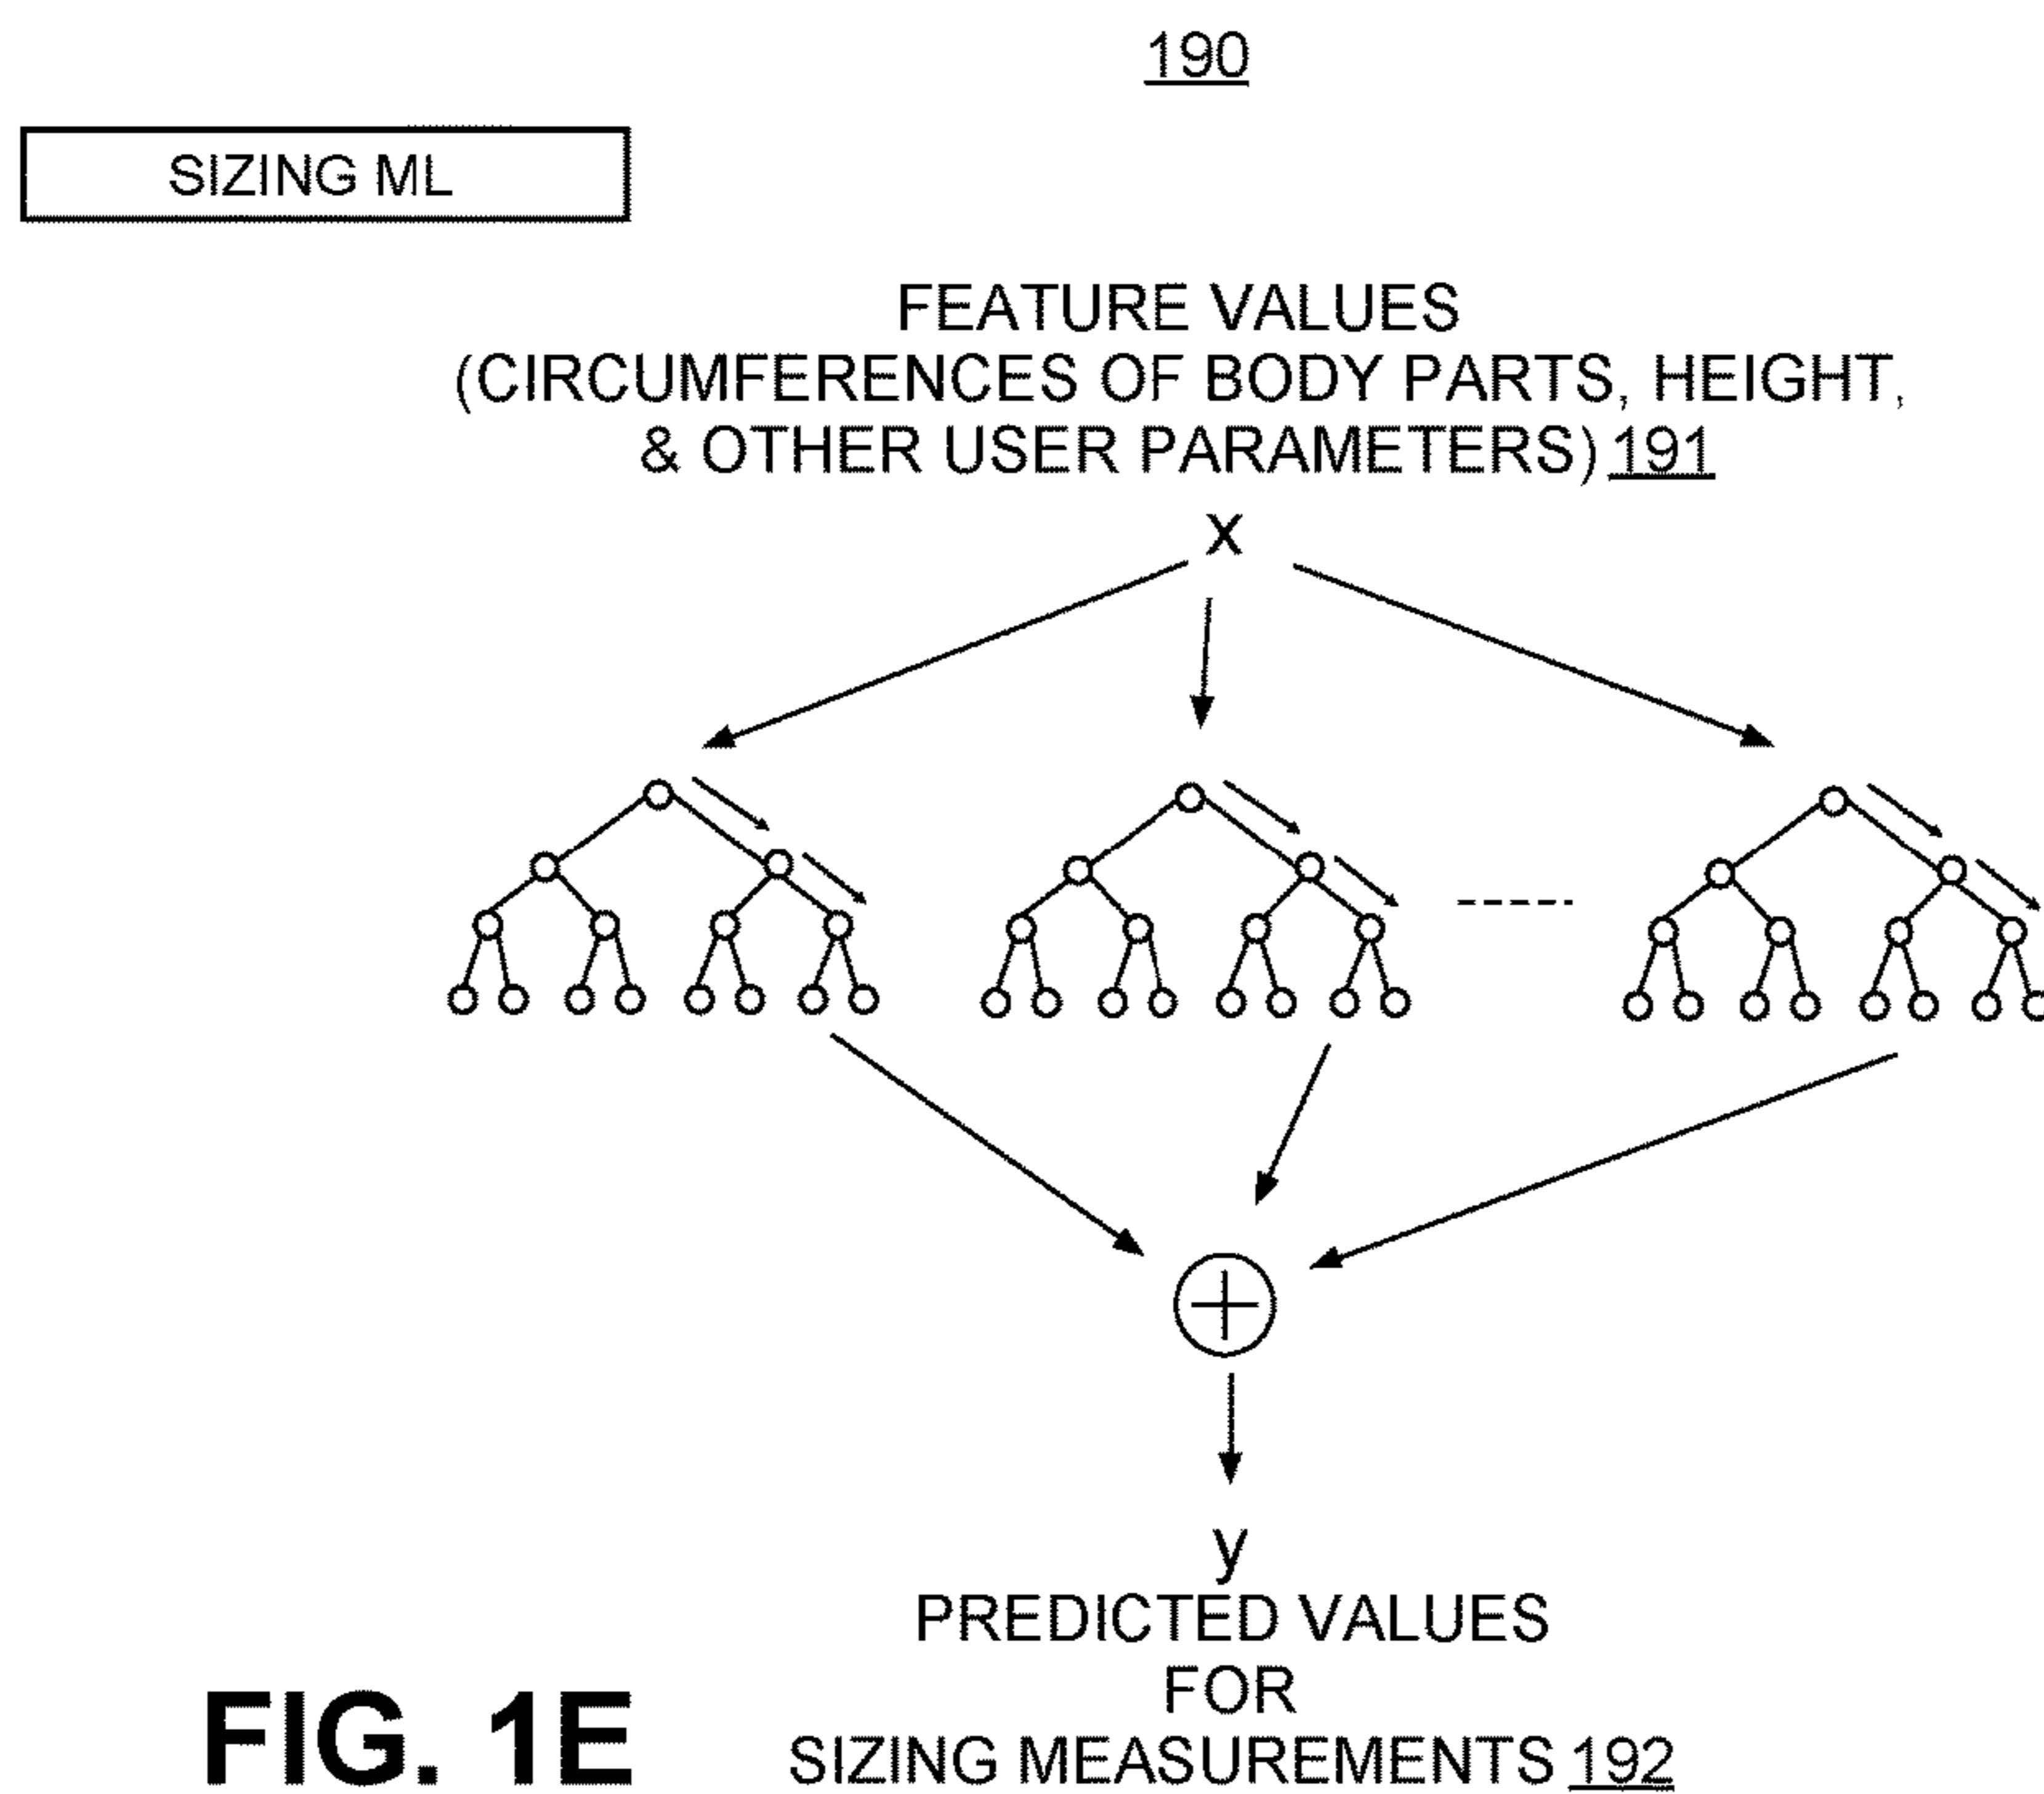 190
SIZING ML
FEATURE VALUES
(CIRCUMFERENCES OF BODY PARTS, HEIGHT,
& OTHER USER PARAMETERS) 191
x
y
PREDICTED VALUES
FOR
SIZING MEASUREMENTS 192
FIG. 1E